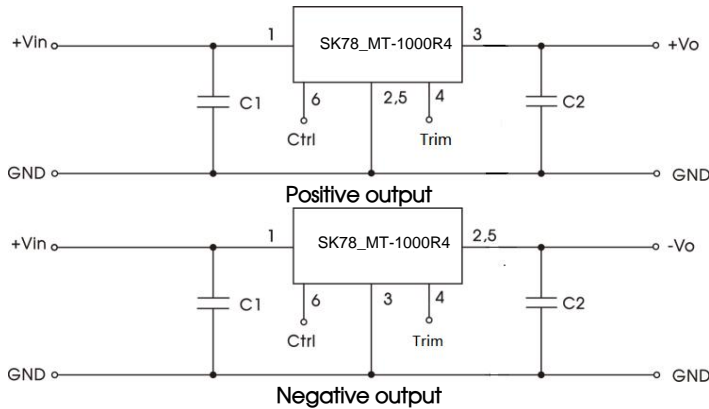 +Vin 1 SK78_MT-1000R4 3 +Vo
C1 6 2,5 4 C2
Ctrl Trim
GND GND
Positive output
+Vin 1 SK78_MT-1000R4 2,5 -Vo
C1 6 3 4 C2
Ctrl Trim
GND GND
Negative output